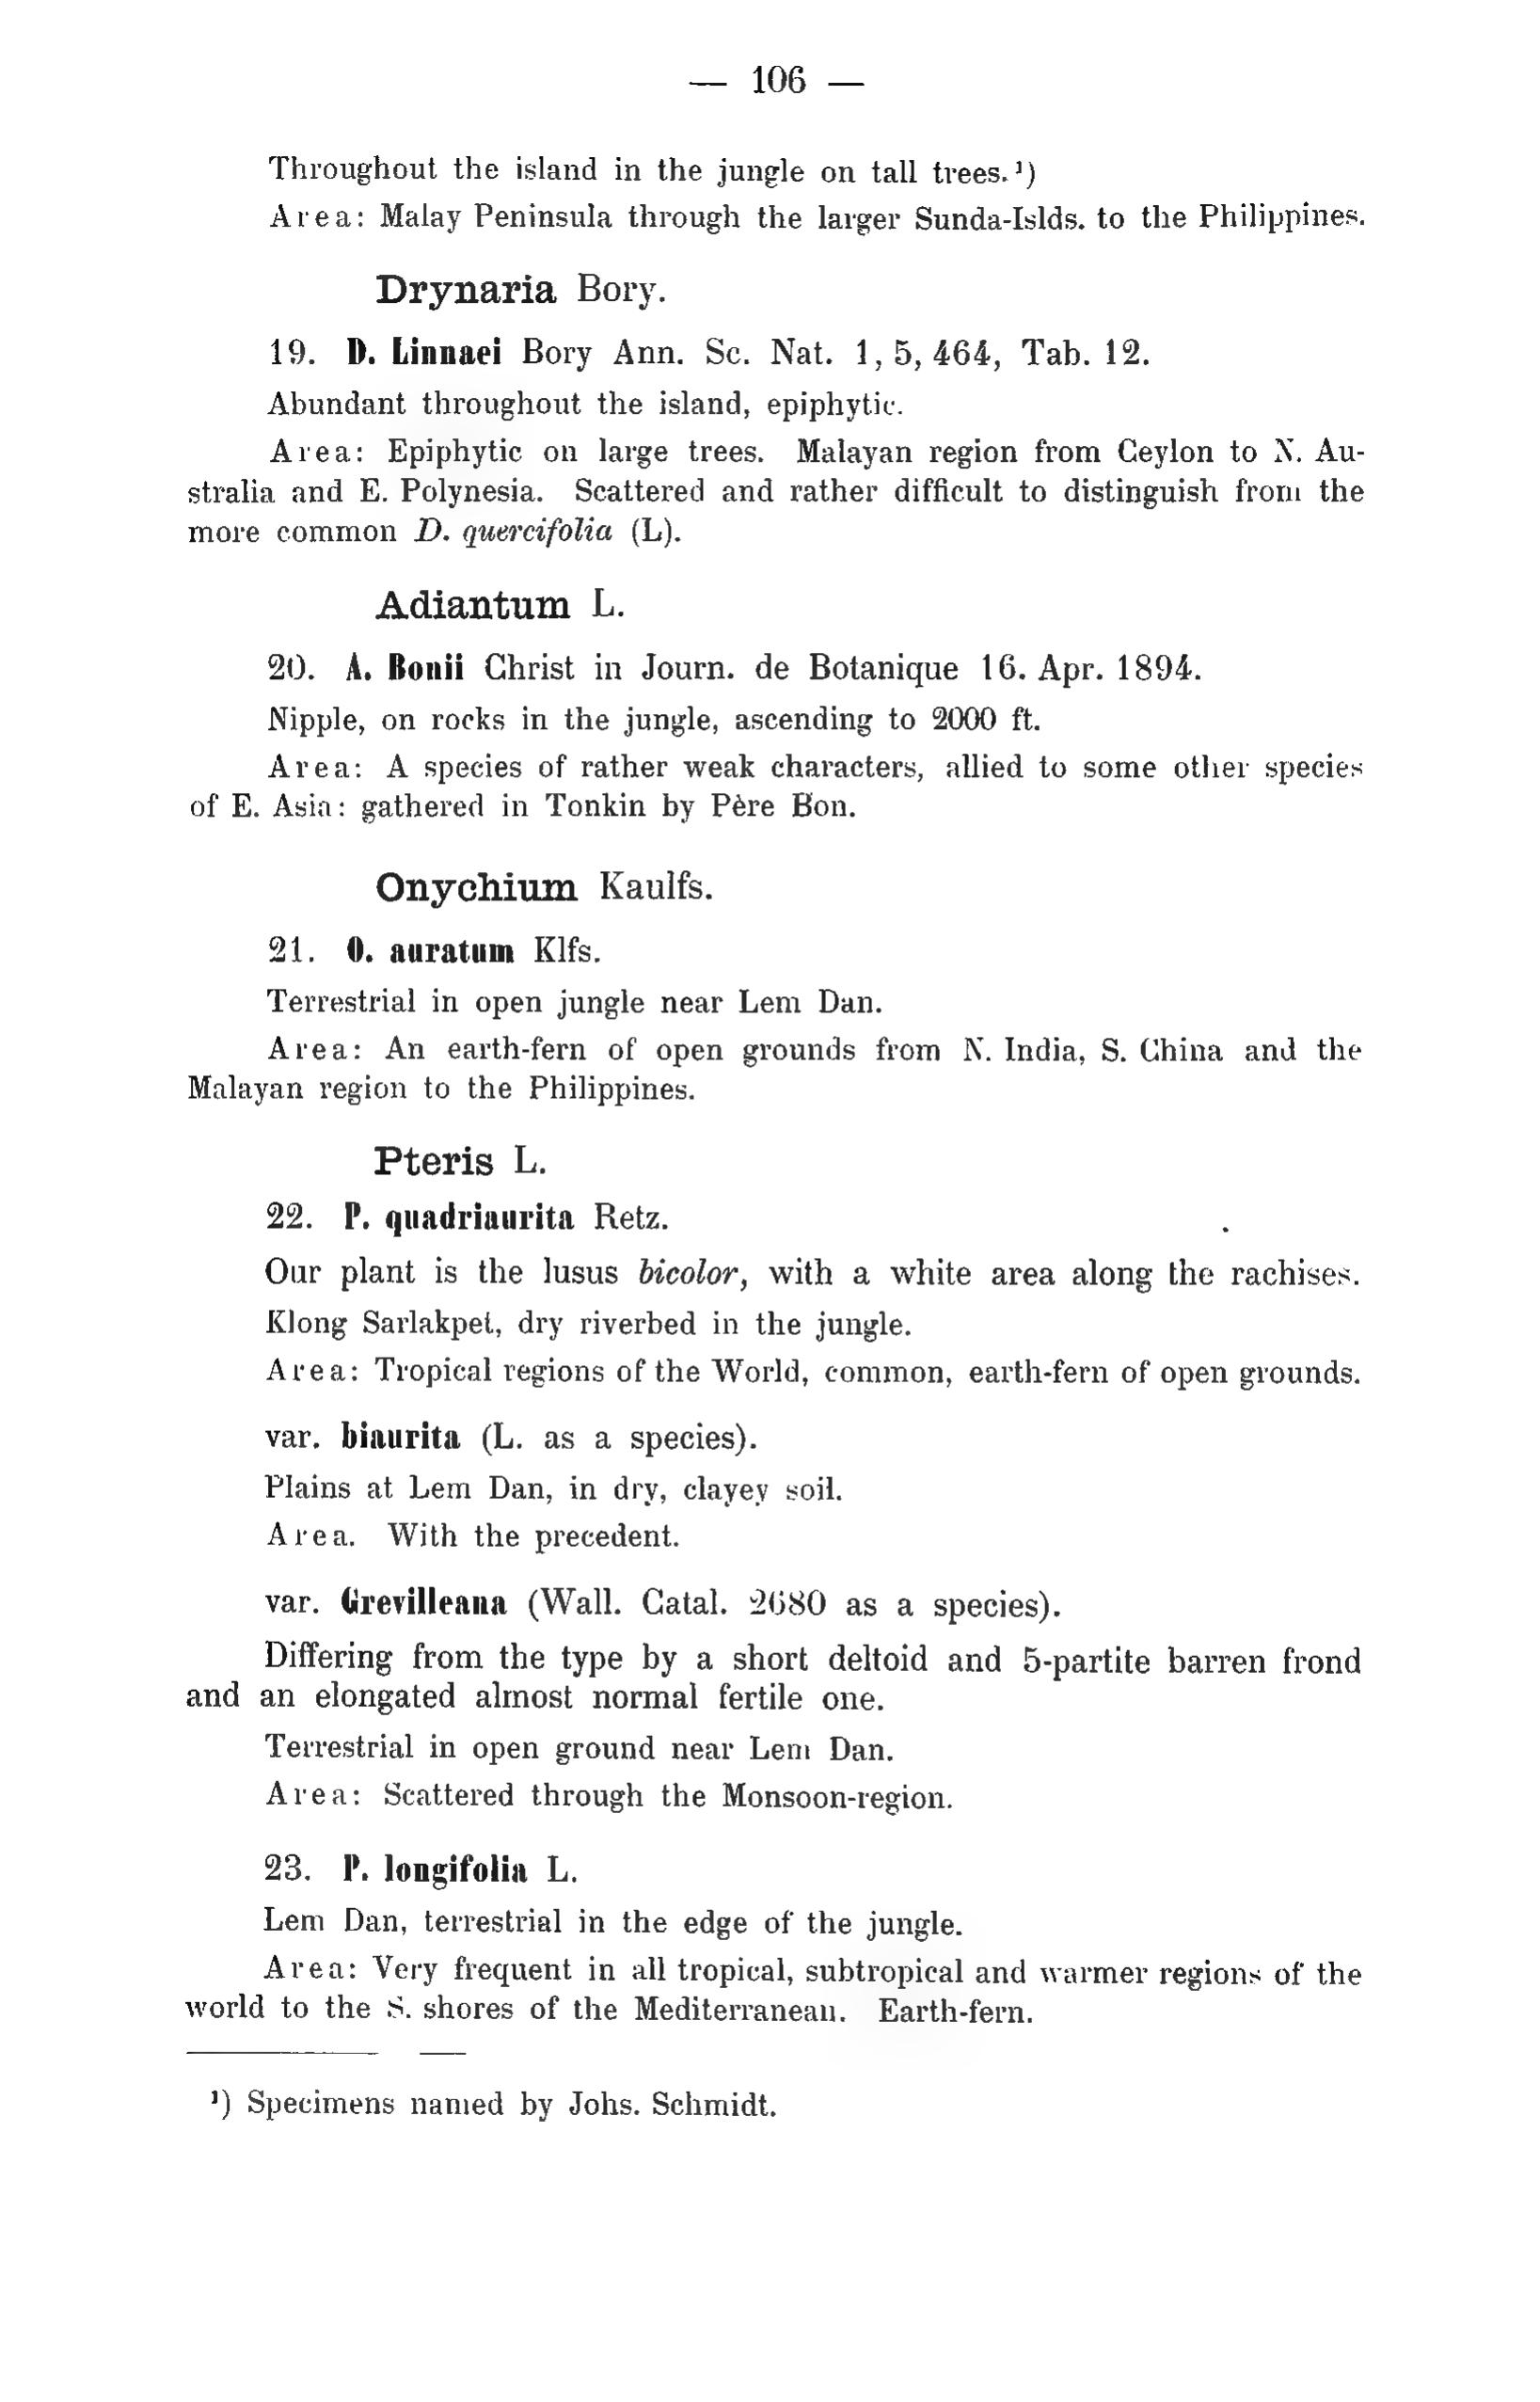 — 106 —
Throughout the island in the jungle on tall trees.¹)
Area: Malay Peninsula through the larger Sunda-Islds. to the Philippines.
Drynaria Bory.
19. D. Linnaei Bory Ann. Sc. Nat. 1, 5, 464, Tab. 12.
Abundant throughout the island, epiphytic.
Area: Epiphytic on large trees. Malayan region from Ceylon to N. Au-
stralia and E. Polynesia. Scattered and rather difficult to distinguish from the
more common D. quercifolia (L).
Adiantum L.
20. A. Bonii Christ in Journ. de Botanique 16. Apr. 1894.
Nipple, on rocks in the jungle, ascending to 2000 ft.
Area: A species of rather weak characters, allied to some other species
of E. Asia: gathered in Tonkin by Père Bon.
Onychium Kaulfs.
21. O. auratum Klfs.
Terrestrial in open jungle near Lem Dan.
Area: An earth-fern of open grounds from N. India, S. China and the
Malayan region to the Philippines.
Pteris L.
22. P. quadriaurita Retz.
Our plant is the lusus bicolor, with a white area along the rachises.
Klong Sarlakpet, dry riverbed in the jungle.
Area: Tropical regions of the World, common, earth-fern of open grounds.
var. biaurita (L. as a species).
Plains at Lem Dan, in dry, clayey soil.
Area. With the precedent.
var. Grevilleana (Wall. Catal. 2680 as a species).
Differing from the type by a short deltoid and 5-partite barren frond
and an elongated almost normal fertile one.
Terrestrial in open ground near Lem Dan.
Area: Scattered through the Monsoon-region.
23. P. longifolia L.
Lem Dan, terrestrial in the edge of the jungle.
Area: Very frequent in all tropical, subtropical and warmer regions of the
world to the S. shores of the Mediterranean. Earth-fern.
¹) Specimens named by Johs. Schmidt.